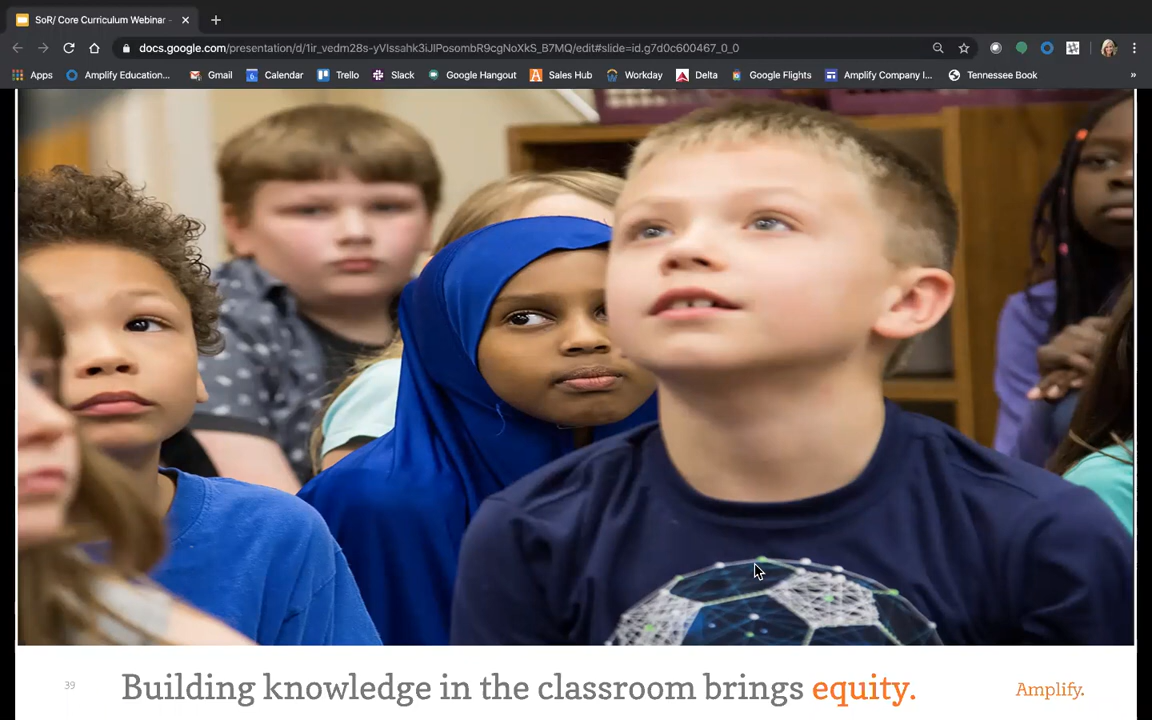 SoR/ Core Curriculum Webinar -
docs.google.com/presentation/d/1ir_vedm28s-yVlssahk3iJlPosombR9cgNoXkS_B7MQ/edit#slide=id.g7d0c600467_0_0
Apps Amplify Education... Gmail Calendar Trello Slack Google Hangout Sales Hub Workday Delta Google Flights Amplify Company I... Tennessee Book »
39 Building knowledge in the classroom brings equity. Amplify.